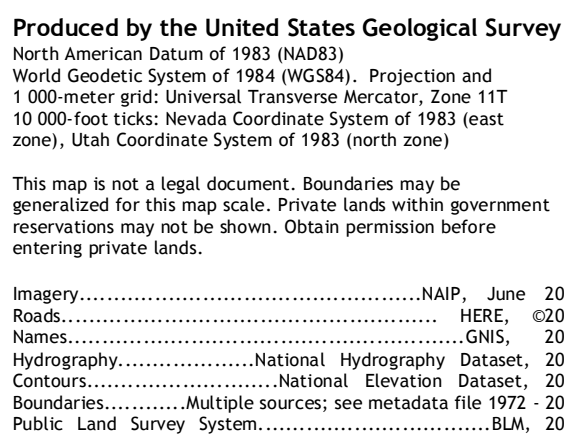 Produced by the United States Geological Survey
North American Datum of 1983 (NAD83)
World Geodetic System of 1984 (WGS84). Projection and
1 000-meter grid: Universal Transverse Mercator, Zone 11T
10 000-foot ticks: Nevada Coordinate System of 1983 (east
zone), Utah Coordinate System of 1983 (north zone)

This map is not a legal document. Boundaries may be
generalized for this map scale. Private lands within government
reservations may not be shown. Obtain permission before
entering private lands.

Imagery..................................................NAIP, June 20
Roads....................................................... HERE, ©20
Names..........................................................GNIS, 20
Hydrography....................National Hydrography Dataset, 20
Contours............................National Elevation Dataset, 20
Boundaries............Multiple sources; see metadata file 1972 - 20
Public Land Survey System..................................BLM, 20